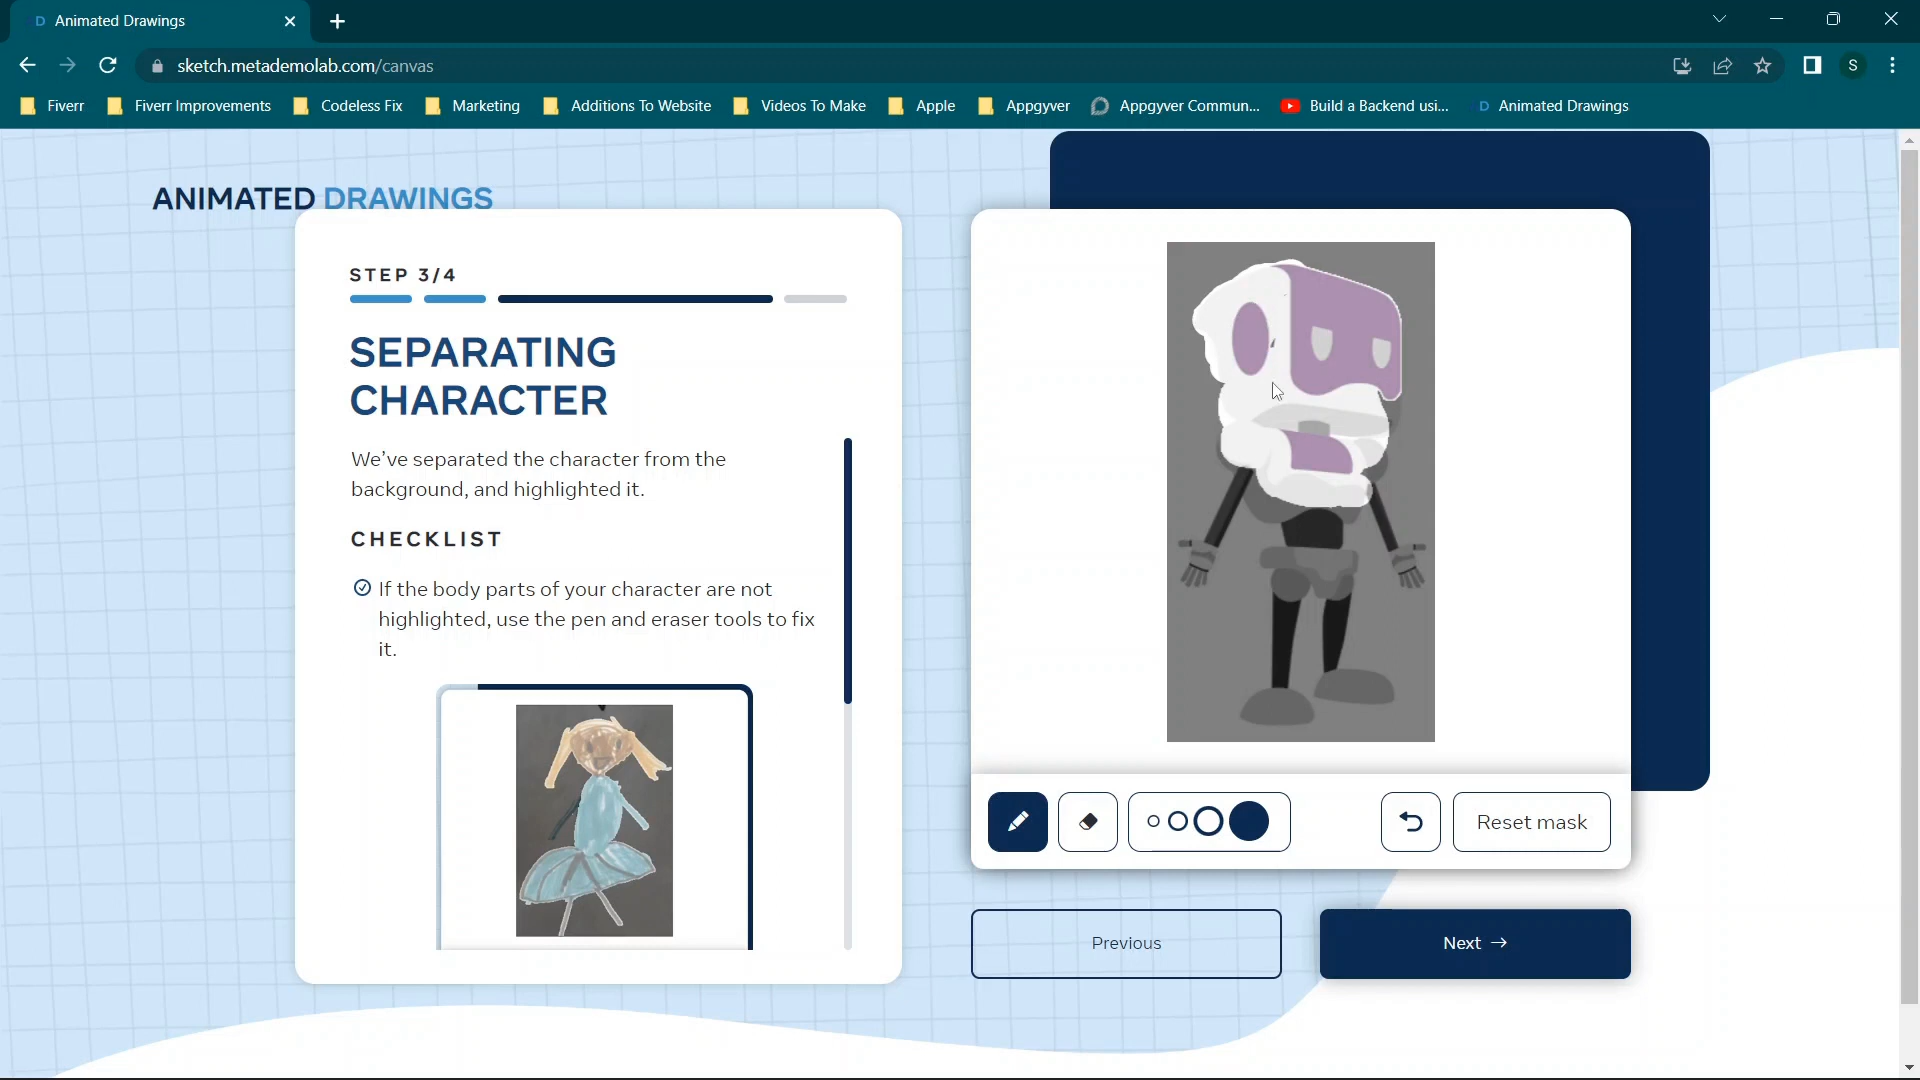 Animated Drawings
sketch.metademolab.com/canvas
S
Fiverr
Fiverr Improvements
Codeless Fix
Marketing
Additions To Website
Videos To Make
Apple
Appgyver
Appgyver Commun...
Build a Backend usi...
D Animated Drawings
ANIMATED DRAWINGS
STEP 3/4
SEPARATING
CHARACTER
We've separated the character from the
background, and highlighted it.
CHECKLIST
If the body parts of your character are not
highlighted, use the pen and eraser tools to fix
it.
Reset mask
Previous
Next →